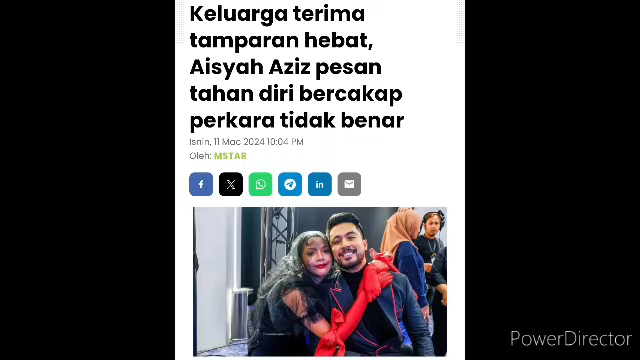 Keluarga terima
tamparan hebat,
Aisyah Aziz pesan
tahan diri bercakap
perkara tidak benar
Isnin, 11 Mac 2024 10:04 PM
Oleh: MSTAR
PowerDirector